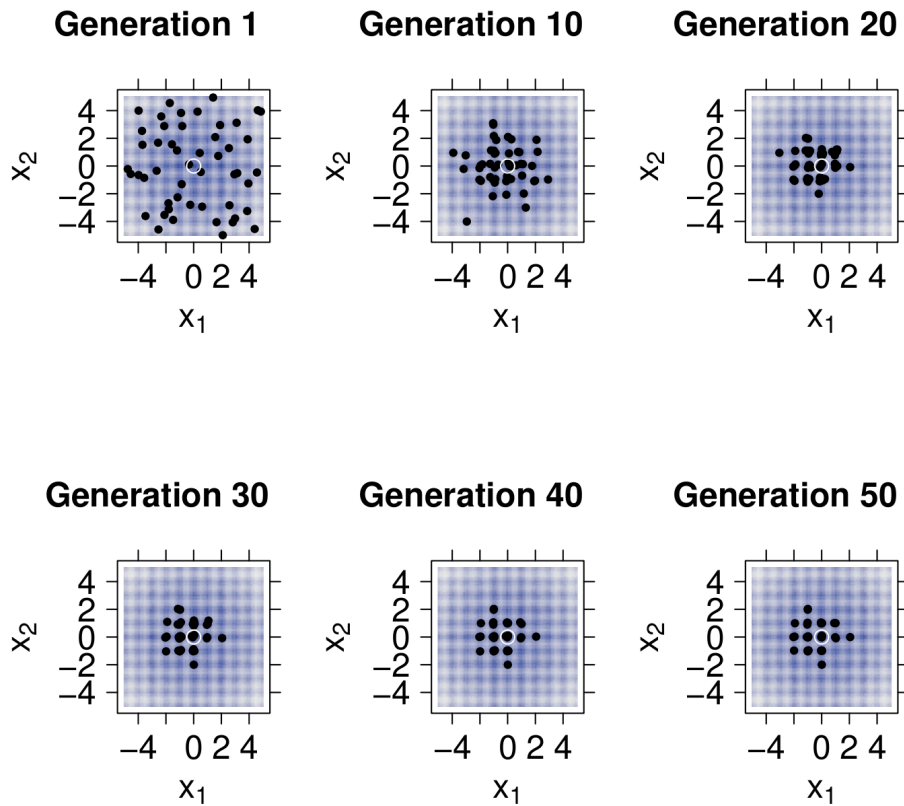 Generation 1
4
2
0
−2
−4
x2
−4 0 2 4
x1
Generation 10
4
2
0
−2
−4
x2
−4 0 2 4
x1
Generation 20
4
2
0
−2
−4
x2
−4 0 2 4
x1
Generation 30
4
2
0
−2
−4
x2
−4 0 2 4
x1
Generation 40
4
2
0
−2
−4
x2
−4 0 2 4
x1
Generation 50
4
2
0
−2
−4
x2
−4 0 2 4
x1